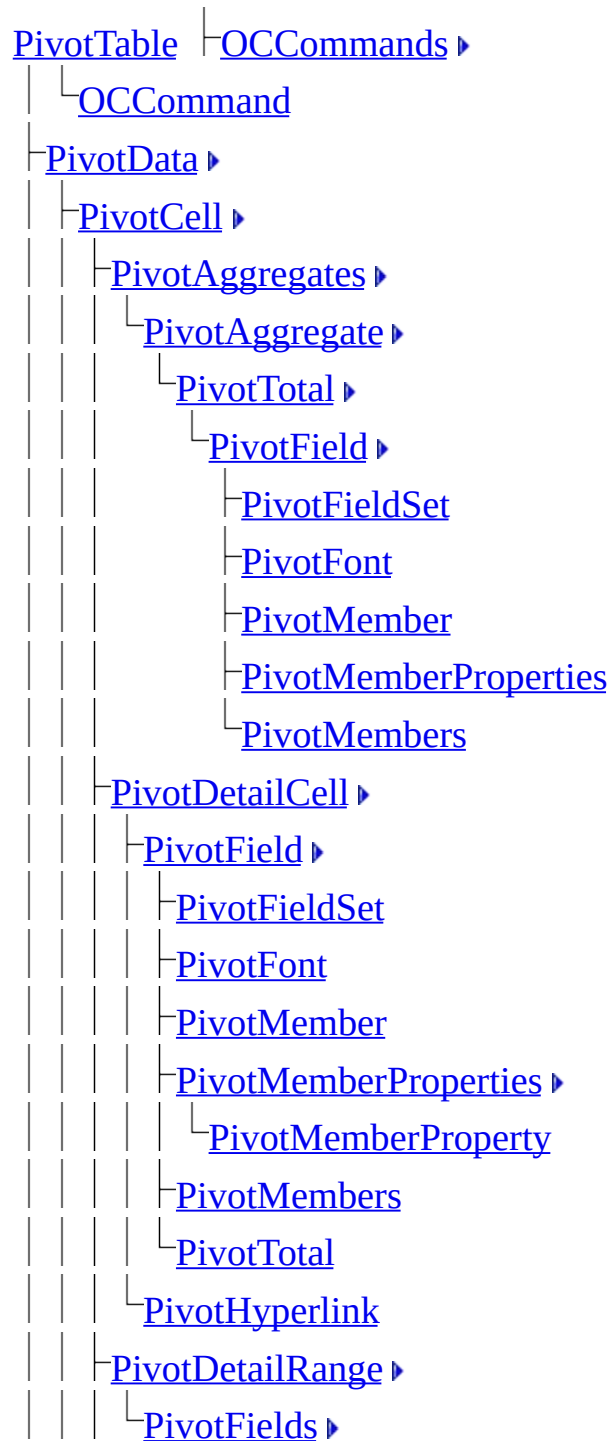 PivotTable OCCommands
OCCommand
PivotData
PivotCell
PivotAggregates
PivotAggregate
PivotTotal
PivotField
PivotFieldSet
PivotFont
PivotMember
PivotMemberProperties
PivotMembers
PivotDetailCell
PivotField
PivotFieldSet
PivotFont
PivotMember
PivotMemberProperties
PivotMemberProperty
PivotMembers
PivotTotal
PivotHyperlink
PivotDetailRange
PivotFields